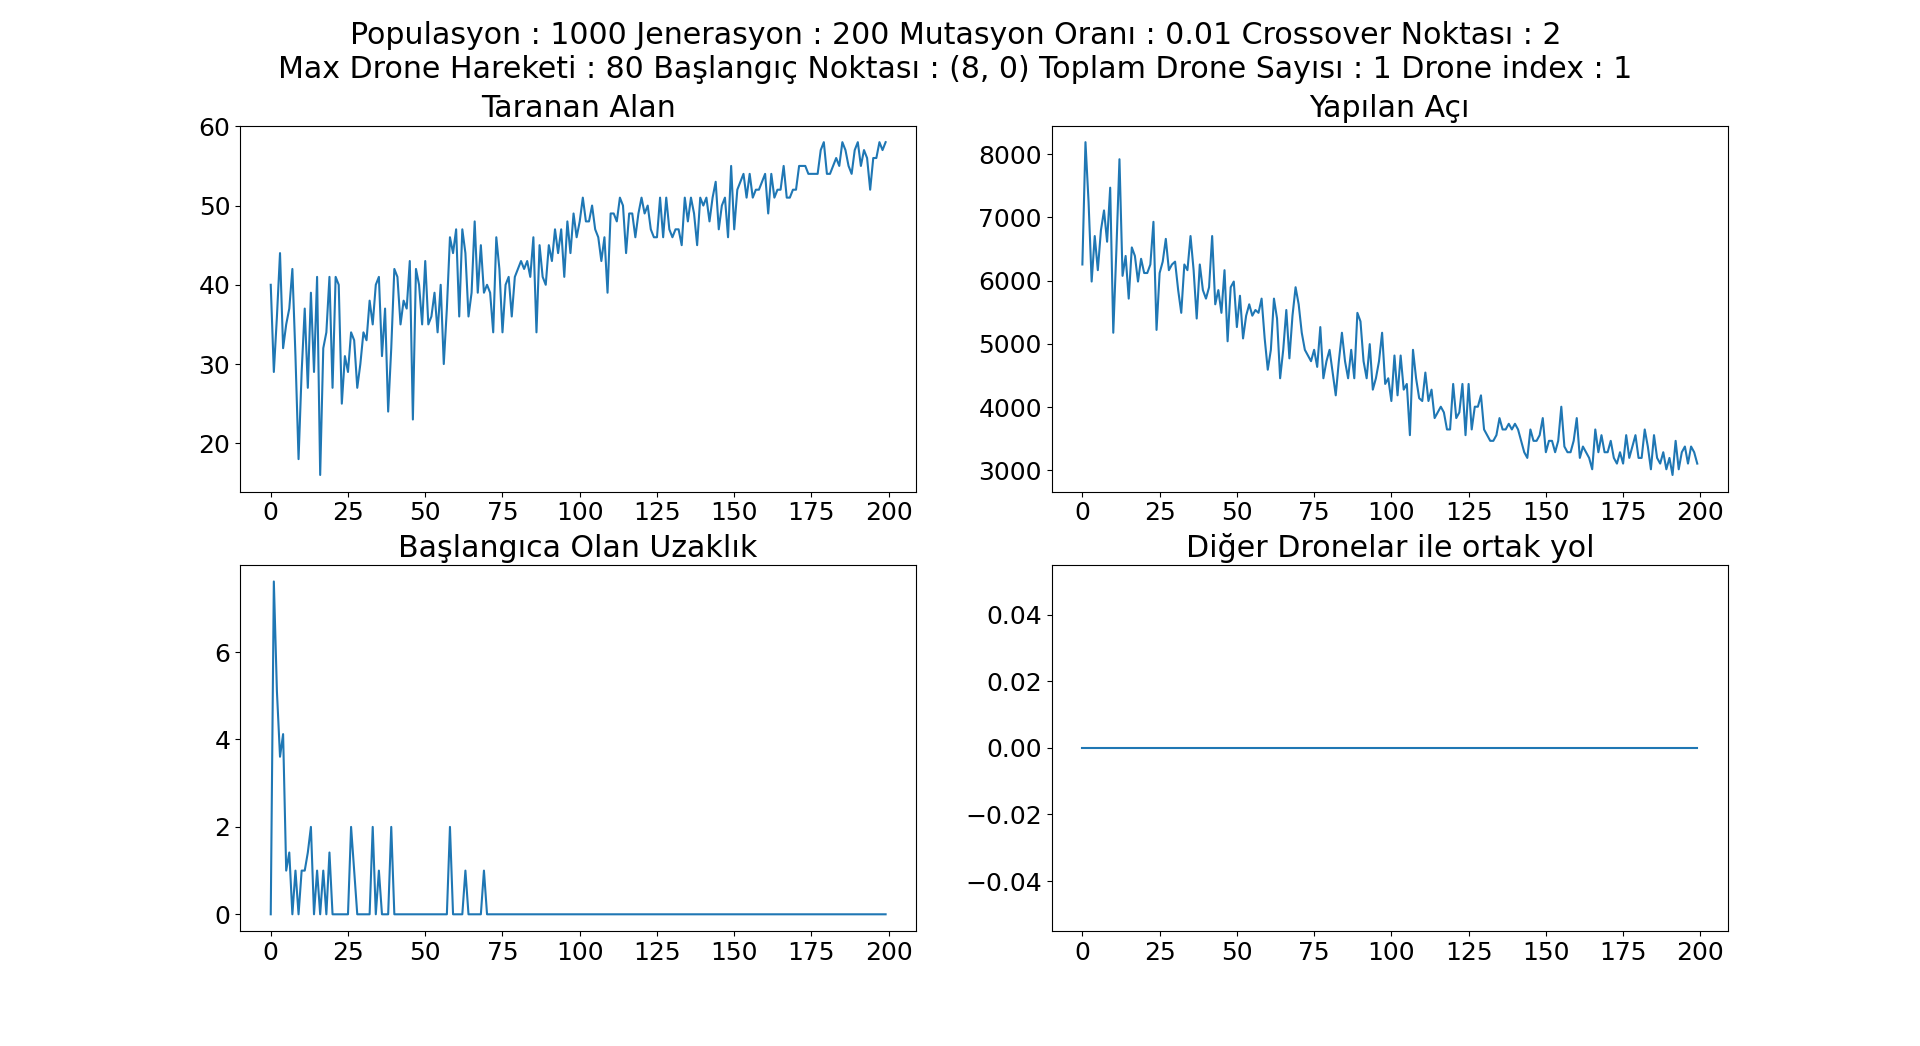 Populasyon : 1000 Jenerasyon : 200 Mutasyon Oranı : 0.01 Crossover Noktası : 2
Max Drone Hareketi : 80 Başlangıç Noktası : (8, 0) Toplam Drone Sayısı : 1 Drone index : 1
Taranan Alan
60
50
40
30
20
0 25 50 75 100 125 150 175 200
Yapılan Açı
8000
7000
6000
5000
4000
3000
0 25 50 75 100 125 150 175 200
Başlangıca Olan Uzaklık
6
4
2
0
0 25 50 75 100 125 150 175 200
Diğer Dronelar ile ortak yol
0.04
0.02
0.00
−0.02
−0.04
0 25 50 75 100 125 150 175 200